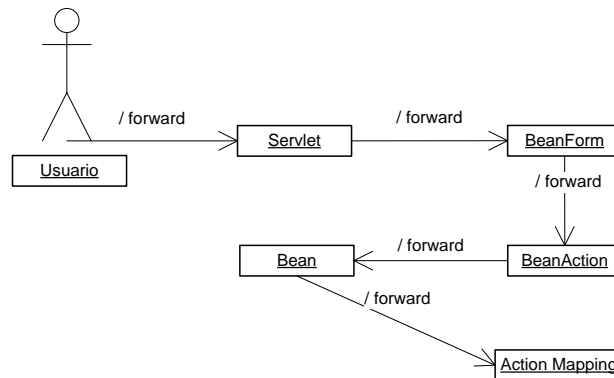 / forward
/ forward
Servlet
BeanForm
Usuario
/ forward
/ forward
Bean
BeanAction
/ forward
Action Mapping